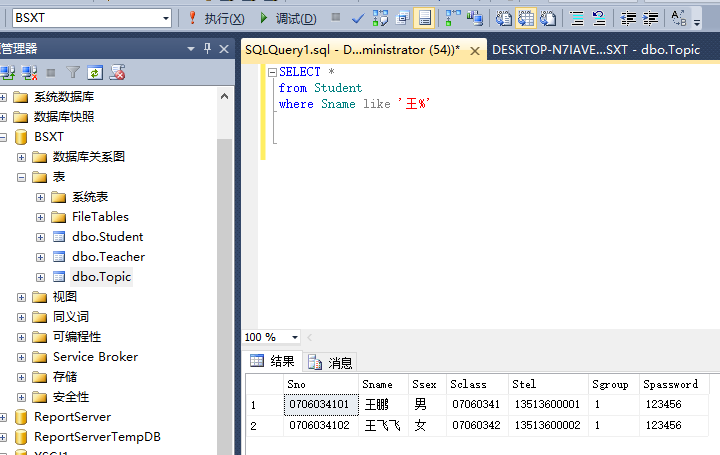 BSXT 执行(X) 调试(D)
管理器
SQLQuery1.sql - D...ministrator (54))* DESKTOP-N7IAVE...SXT - dbo.Topic
SELECT *
from Student
where Sname like '王%'
系统数据库
数据库快照
BSXT
数据库关系图
表
系统表
FileTables
dbo.Student
dbo.Teacher
dbo.Topic
视图
同义词
可编程性
Service Broker
存储
安全性
ReportServer
ReportServerTempDB
100 %
结果 消息
Sno Sname Ssex Sclass Stel Sgroup Spassword
1 0706034101 王鹏 男 07060341 13513600001 1 123456
2 0706034102 王飞飞 女 07060342 13513600002 1 123456